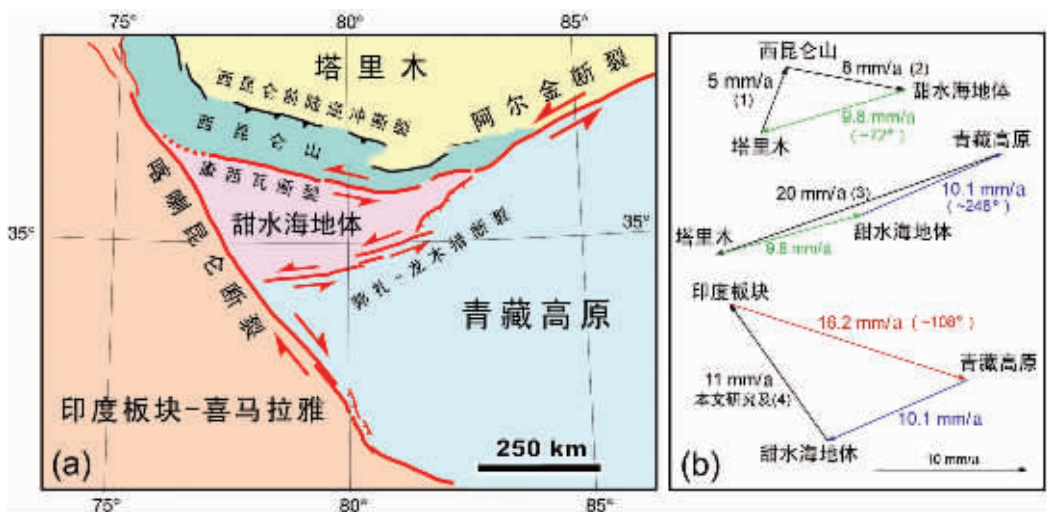 75°
80°
85°
塔里木
西昆仑前陆逆冲断裂
阿尔金断裂
西昆仑山
康西瓦断裂
35°
35°
甜水海地体
喀喇昆仑断裂
龙木错断裂
青藏高原
印度板块-喜马拉雅
(a)
250 km
75°
80°
85°
西昆仑山
5 mm/a
(1)
8 mm/a (2)
甜水海地体
9.8 mm/a
(~72°)
塔里木
青藏高原
20 mm/a (3)
10.1 mm/a
(~248°)
甜水海地体
塔里木
9.8 mm/a
印度板块
16.2 mm/a (~108°)
青藏高原
11 mm/a
本文研究及(4)
10.1 mm/a
甜水海地体
(b)
10 mm/a